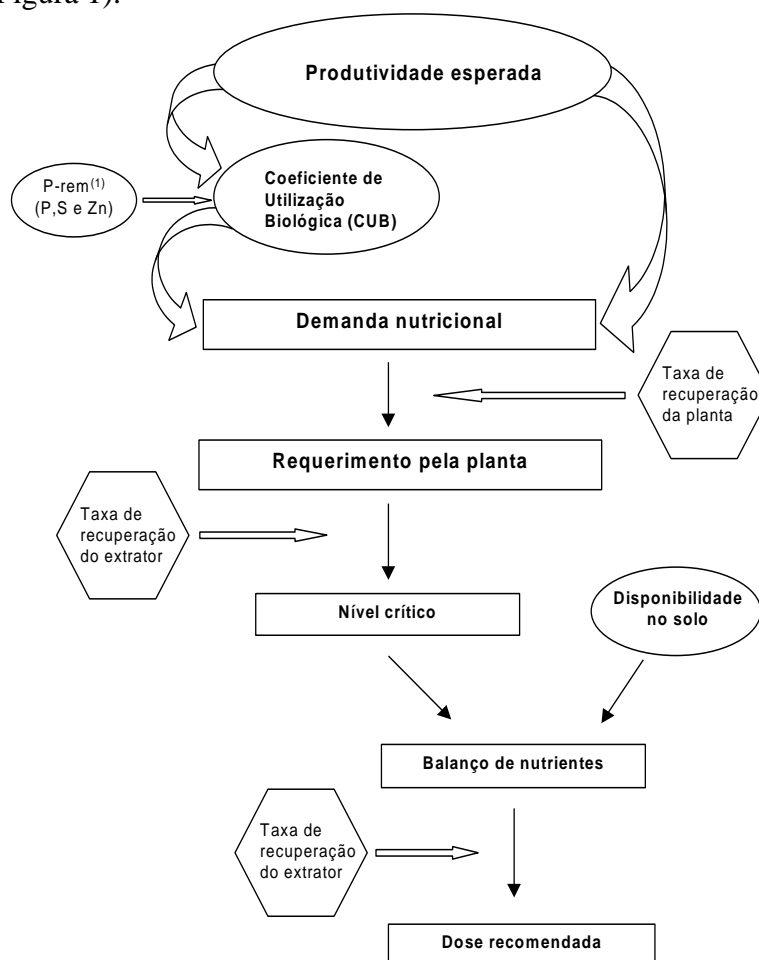 Figura 1).
Produtividade esperada
P-rem(1)
(P,S e Zn)
Coeficiente de
Utilização
Biológica (CUB)
Demanda nutricional
Taxa de
recuperação
da planta
Requerimento pela planta
Taxa de
recuperação
do extrator
Nível crítico
Disponibilidade
no solo
Balanço de nutrientes
Taxa de
recuperação
do extrator
Dose recomendada